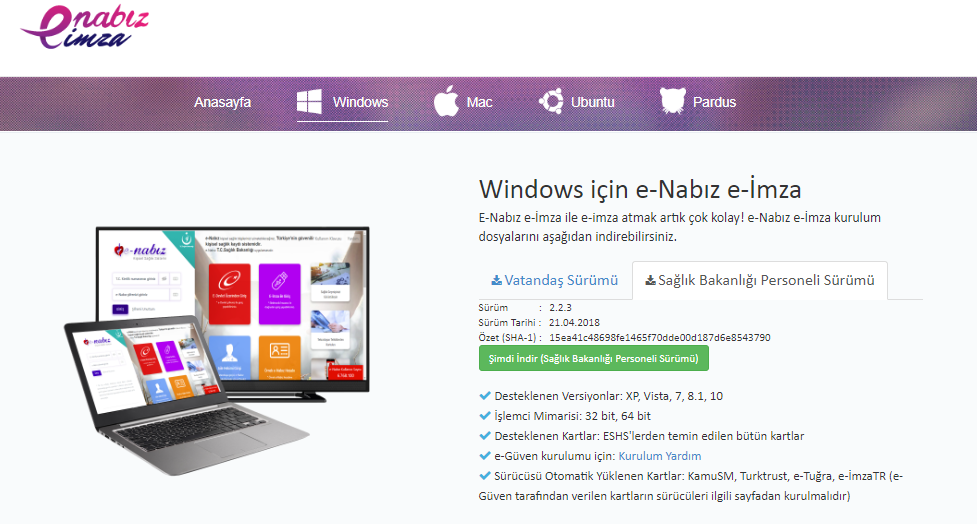 enabız
eimza
Anasayfa
Windows
Mac
Ubuntu
Pardus
Windows için e-Nabız e-İmza
E-Nabız e-İmza ile e-imza atmak artık çok kolay! e-Nabız e-İmza kurulum
dosyalarını aşağıdan indirebilirsiniz.
Vatandaş Sürümü
Sağlık Bakanlığı Personeli Sürümü
Sürüm : 2.2.3
Sürüm Tarihi : 21.04.2018
Özet (SHA-1) : 15ea41c48698fe1465f70dde00d187d6e8543790
Şimdi İndir (Sağlık Bakanlığı Personeli Sürümü)
Desteklenen Versiyonlar: XP, Vista, 7, 8.1, 10
İşlemci Mimarisi: 32 bit, 64 bit
Desteklenen Kartlar: ESHS'lerden temin edilen bütün kartlar
e-Güven kurulumu için: Kurulum Yardım
Sürücüsü Otomatik Yüklenen Kartlar: KamuSM, Turktrust, e-Tuğra, e-İmzaTR (e-
Güven tarafından verilen kartların sürücüleri ilgili sayfadan kurulmalıdır)
e-nabız
e-nabız